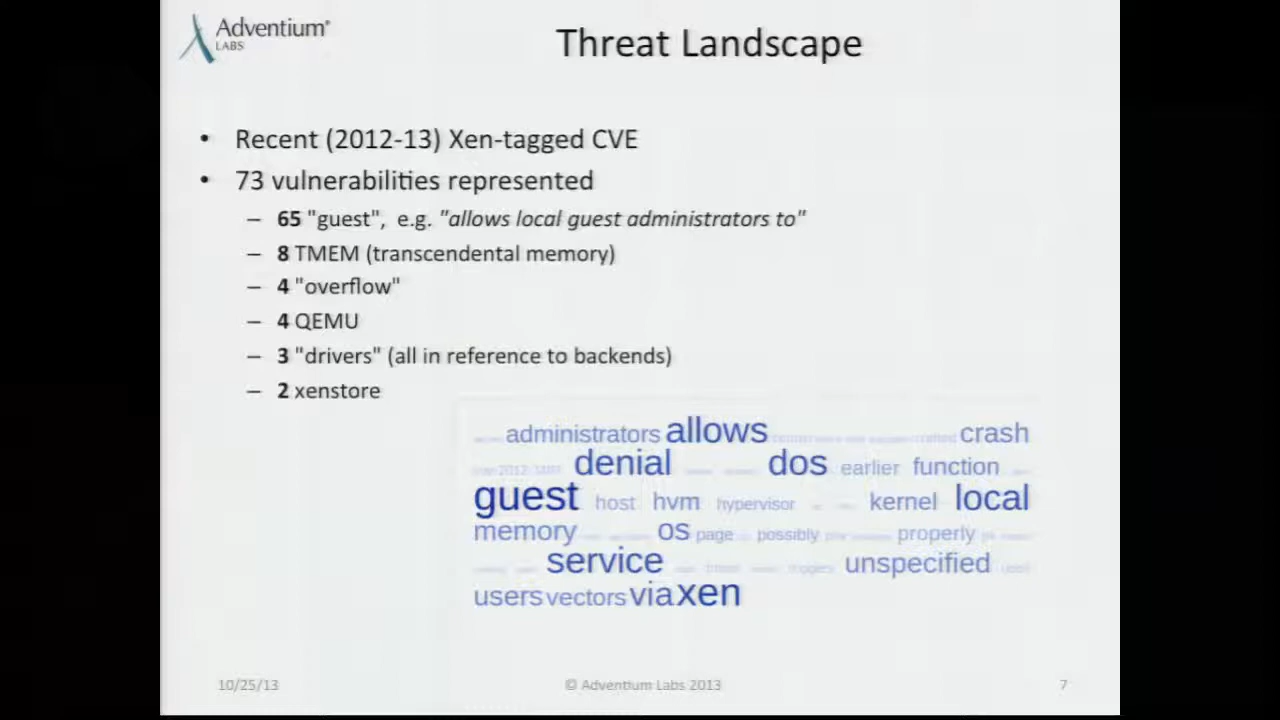 Adventium®
LABS
Threat Landscape
• Recent (2012-13) Xen-tagged CVE
• 73 vulnerabilities represented
– 65 "guest", e.g. "allows local guest administrators to"
– 8 TMEM (transcendental memory)
– 4 "overflow"
– 4 QEMU
– 3 "drivers" (all in reference to backends)
– 2 xenstore
administrators allows crash
denial dos earlier function
guest host hvm hypervisor kernel local
memory os page possibly properly
service unspecified
users vectors via xen
10/25/13 © Adventium Labs 2013 7